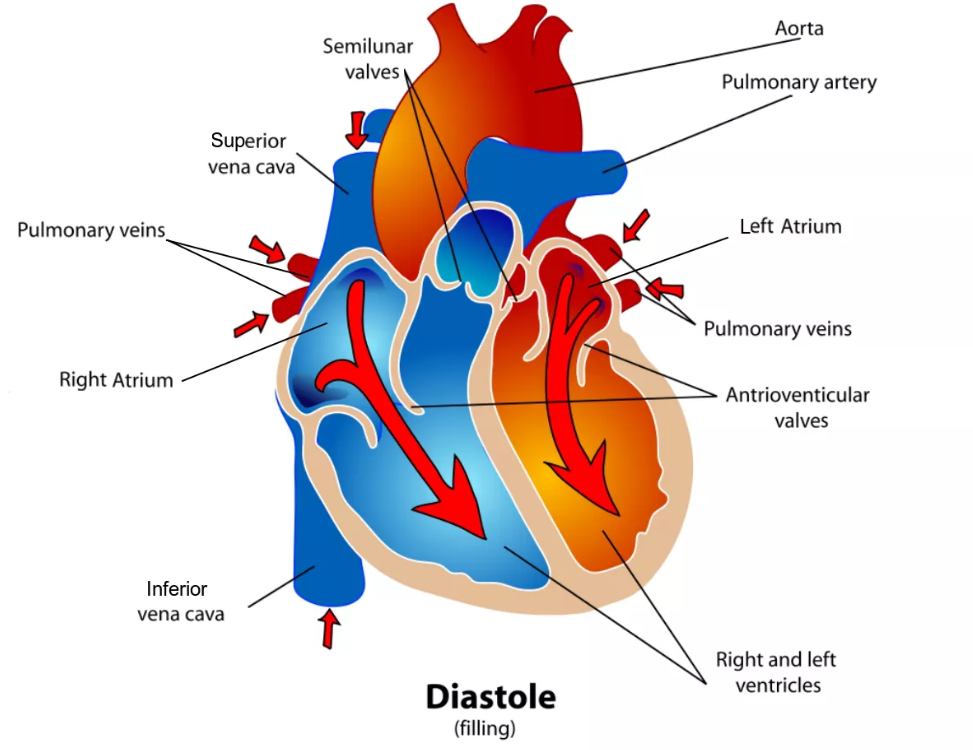 Aorta
Semilunar
valves
Pulmonary artery
Superior
vena cava
Pulmonary veins
Left Atrium
Pulmonary veins
Right Atrium
Antrioventicular
valves
Inferior
vena cava
Right and left
ventricles
Diastole
(filling)